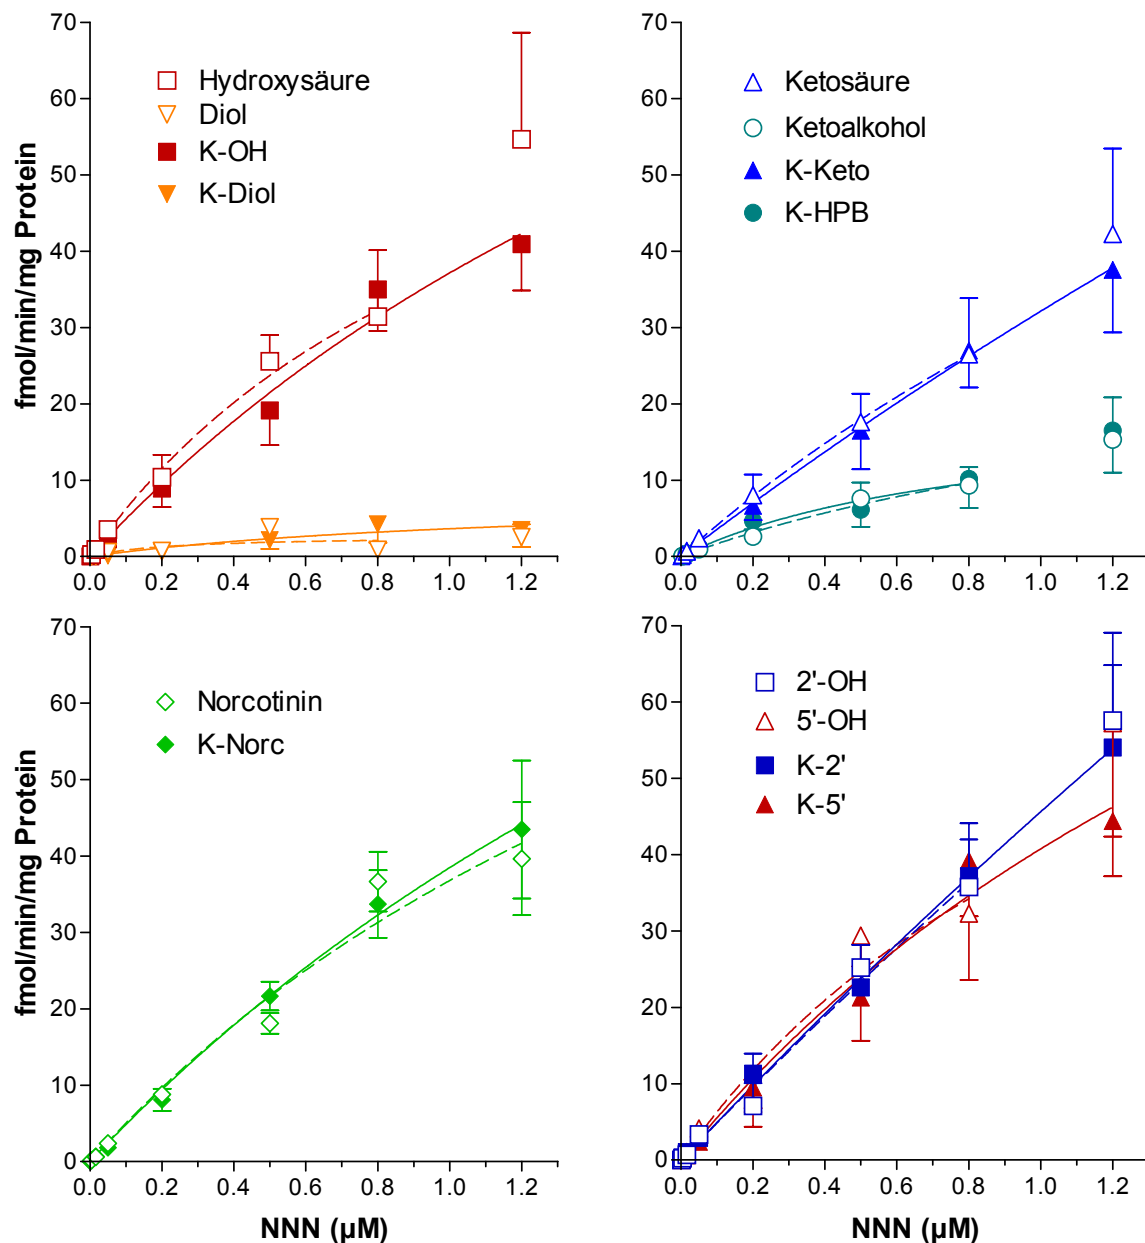 fmol/min/mg Protein
70
60
50
40
30
20
10
0
Hydroxysäure
Diol
K-OH
K-Diol
0.0 0.2 0.4 0.6 0.8 1.0 1.2
70
60
50
40
30
20
10
0
Ketosäure
Ketoalkohol
K-Keto
K-HPB
0.0 0.2 0.4 0.6 0.8 1.0 1.2
fmol/min/mg Protein
70
60
50
40
30
20
10
0
Norcotinin
K-Norc
0.0 0.2 0.4 0.6 0.8 1.0 1.2
NNN (µM)
70
60
50
40
30
20
10
0
2'-OH
5'-OH
K-2'
K-5'
0.0 0.2 0.4 0.6 0.8 1.0 1.2
NNN (µM)